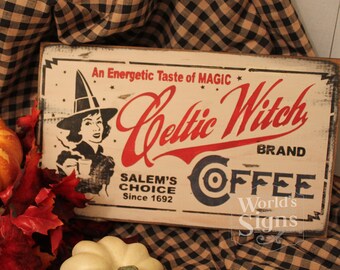 An Energetic Taste of MAGIC
Celtic Witch
BRAND
SALEM'S
CHOICE
Since 1692
COFFEE
World's
Signs